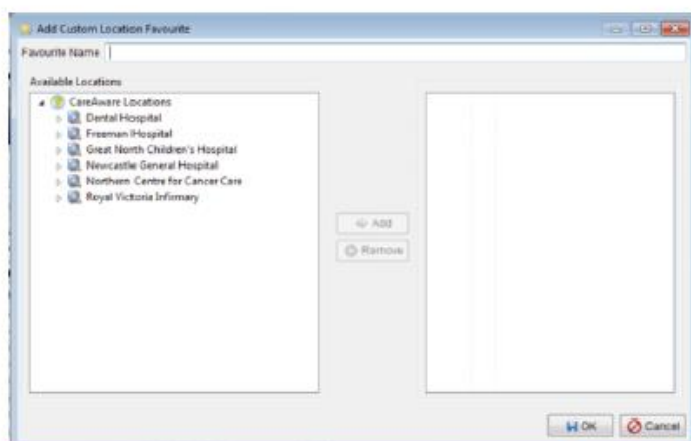 Add Custom Location Favourite
Favourite Name
Available Locations
CareAware Locations
Dental Hospital
Freeman IHospital
Great North Children's Hospital
Newcastle General Hospital
Northern Centre for Cancer Care
Royal Victoria Infirmary
Add
Remove
OK
Cancel